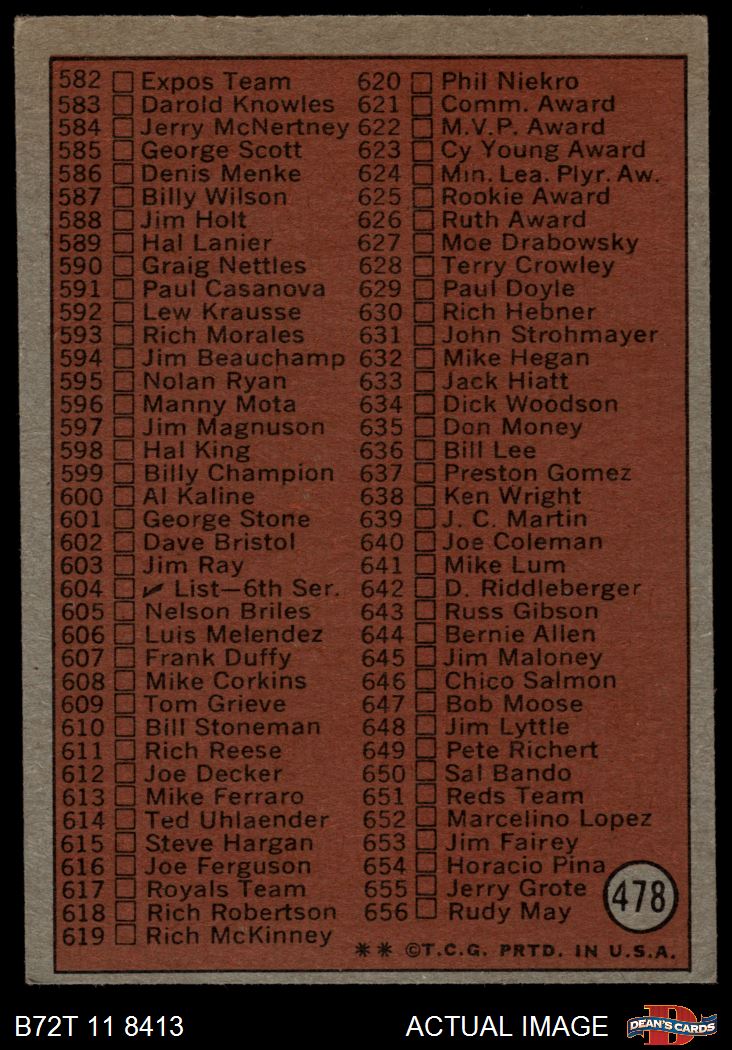 582 Expos Team
583 Darold Knowles
584 Jerry McNertney
585 George Scott
586 Denis Menke
587 Billy Wilson
588 Jim Holt
589 Hal Lanier
590 Graig Nettles
591 Paul Casanova
592 Lew Krausse
593 Rich Morales
594 Jim Beauchamp
595 Nolan Ryan
596 Manny Mota
597 Jim Magnuson
598 Hal King
599 Billy Champion
600 Al Kaline
601 George Stone
602 Dave Bristol
603 Jim Ray
604 ✔ List—6th Ser.
605 Nelson Briles
606 Luis Melendez
607 Frank Duffy
608 Mike Corkins
609 Tom Grieve
610 Bill Stoneman
611 Rich Reese
612 Joe Decker
613 Mike Ferraro
614 Ted Uhlaender
615 Steve Hargan
616 Joe Ferguson
617 Royals Team
618 Rich Robertson
619 Rich McKinney
620 Phil Niekro
621 Comm. Award
622 M.V.P. Award
623 Cy Young Award
624 Min. Lea. Plyr. Aw.
625 Rookie Award
626 Ruth Award
627 Moe Drabowsky
628 Terry Crowley
629 Paul Doyle
630 Rich Hebner
631 John Strohmayer
632 Mike Hegan
633 Jack Hiatt
634 Dick Woodson
635 Don Money
636 Bill Lee
637 Preston Gomez
638 Ken Wright
639 J. C. Martin
640 Joe Coleman
641 Mike Lum
642 D. Riddleberger
643 Russ Gibson
644 Bernie Allen
645 Jim Maloney
646 Chico Salmon
647 Bob Moose
648 Jim Lyttle
649 Pete Richert
650 Sal Bando
651 Reds Team
652 Marcelino Lopez
653 Jim Fairey
654 Horacio Pina
655 Jerry Grote
656 Rudy May
478
** ©T.C.G. PRTD. IN U.S.A.
B72T 11 8413
ACTUAL IMAGE
DEAN'S CARDS